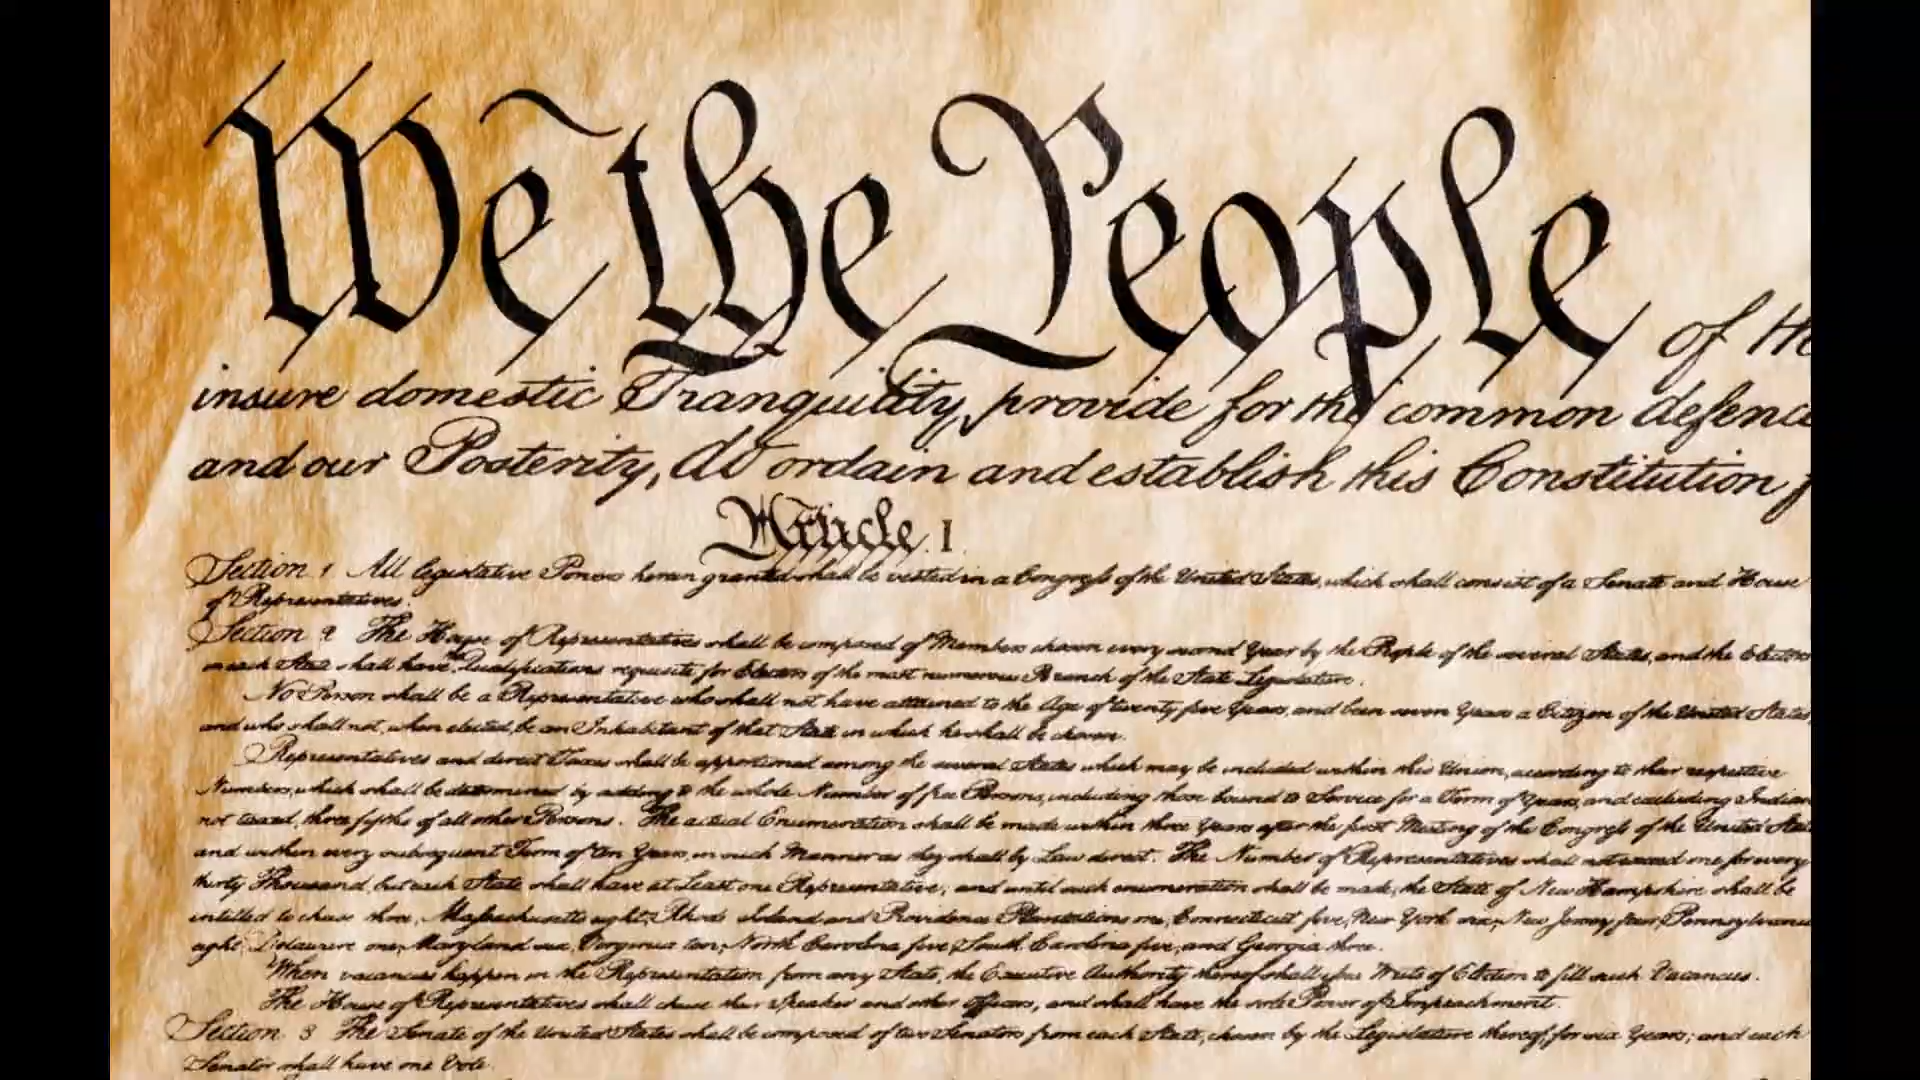 We the People of th
insure domestic Tranquility, provide for the common defence
and our Posterity, do ordain and establish this Constitution f
Article. I.
Section. 1 All legislative Powers herein granted shall be vested in a Congress of the United States, which shall consist of a Senate and House
of Representatives.
Section. 2 The House of Representatives shall be composed of Members chosen every second Year by the People of the several States, and the Electors
in each State shall have the Qualifications requisite for Electors of the most numerous Branch of the State Legislature.
No Person shall be a Representative who shall not have attained to the Age of twenty five Years, and been seven Years a Citizen of the United States,
and who shall not, when elected, be an Inhabitant of that State in which he shall be chosen.
Representatives and direct Taxes shall be apportioned among the several States which may be included within this Union, according to their respective
Numbers, which shall be determined by adding to the whole Number of free Persons, including those bound to Service for a Term of Years, and excluding Indian
not taxed, three fifths of all other Persons. The actual Enumeration shall be made within three Years after the first Meeting of the Congress of the United Stat
and within every subsequent Term of ten Years, in such Manner as they shall by Law direct. The Number of Representatives shall not exceed one for every
thirty Thousand, but each State shall have at Least one Representative; and until such enumeration shall be made, the State of New Hampshire shall be
entitled to chuse three, Massachusetts eight, Rhode Island and Providence Plantations one, Connecticut five, New York six, New Jersey four, Pennsylvania
eight, Delaware one, Maryland six, Virginia ten, North Carolina five, South Carolina five, and Georgia three.
When vacancies happen in the Representation from any State, the Executive Authority thereof shall issue Writs of Election to fill such Vacancies.
The House of Representatives shall chuse their Speaker and other Officers, and shall have the sole Power of Impeachment.
Section. 3 The Senate of the United States shall be composed of two Senators from each State, chosen by the Legislature thereof, for six Years; and each
Senator shall have one Vote.